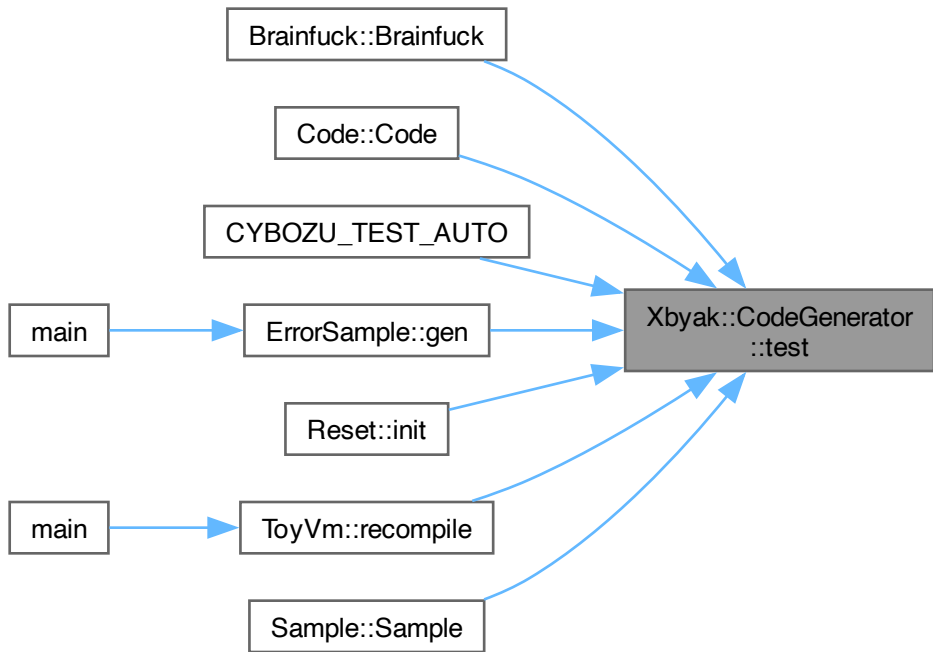 Brainfuck::Brainfuck
Code::Code
CYBOZU_TEST_AUTO
Xbyak::CodeGenerator
::test
main
ErrorSample::gen
Reset::init
main
ToyVm::recompile
Sample::Sample